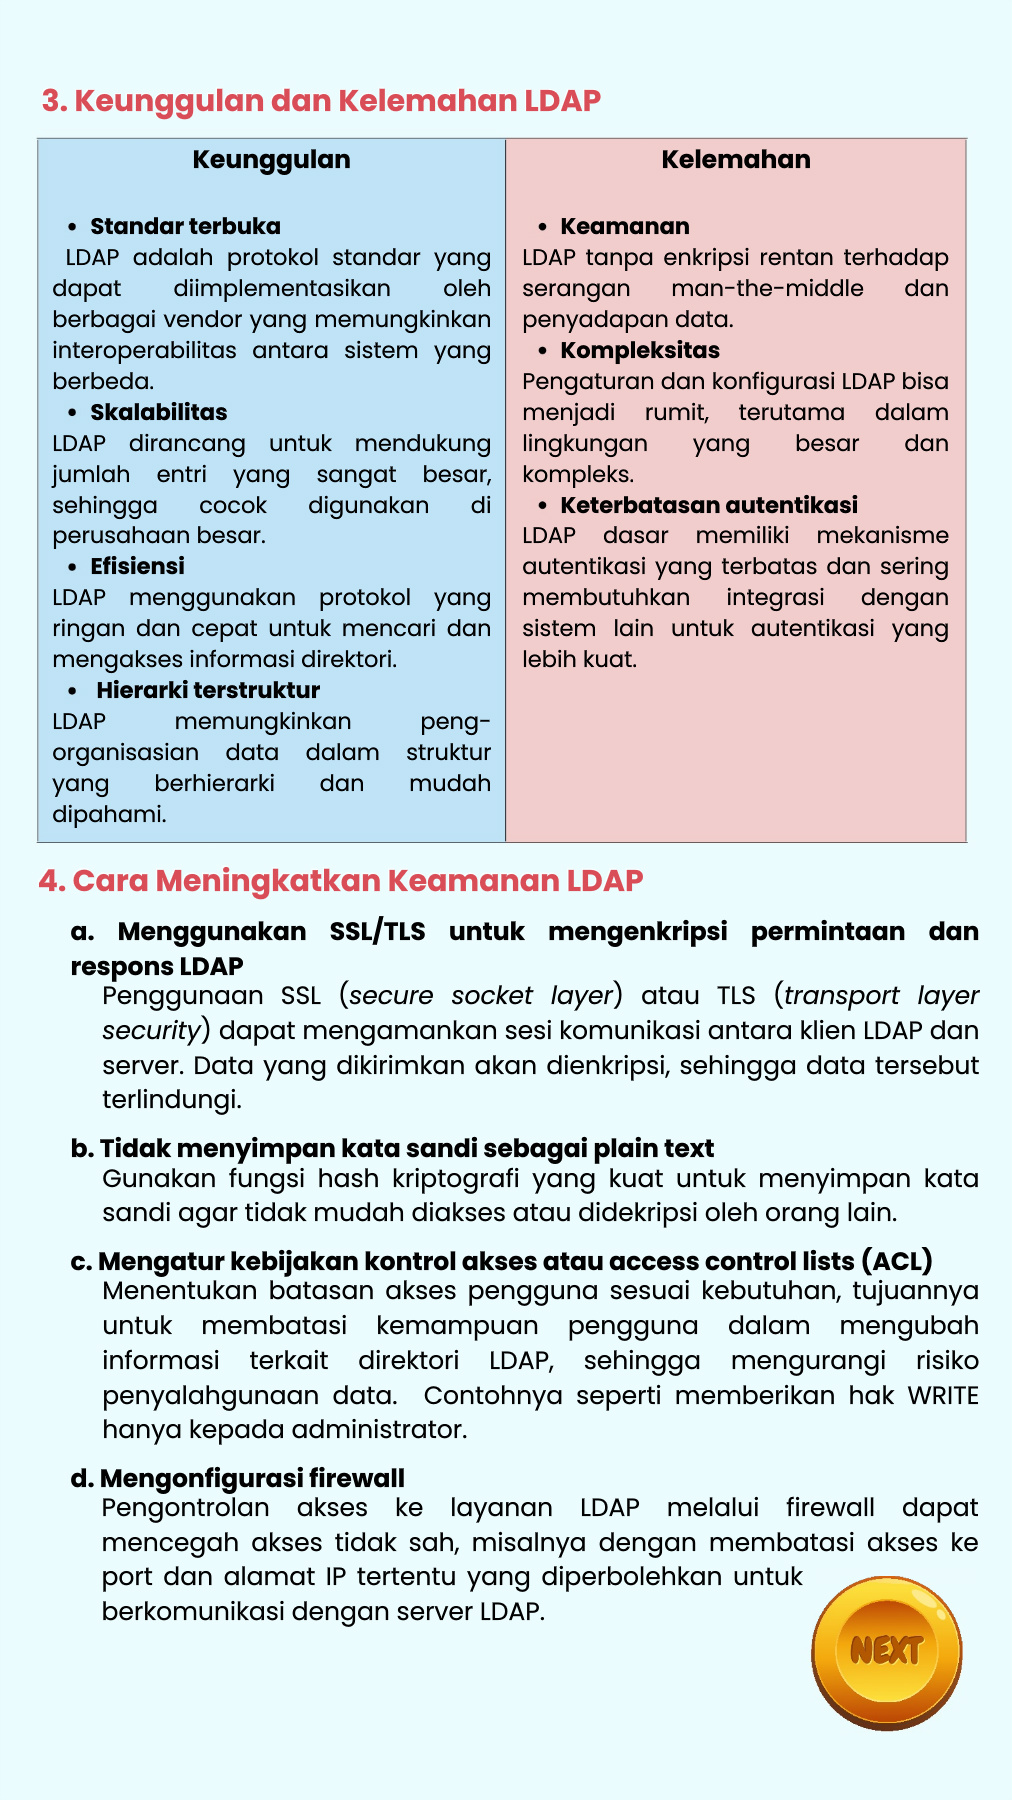 3. Keunggulan dan Kelemahan LDAP
Keunggulan
• Standar terbuka
LDAP adalah protokol standar yang
dapat diimplementasikan oleh
berbagai vendor yang memungkinkan
interoperabilitas antara sistem yang
berbeda.
• Skalabilitas
LDAP dirancang untuk mendukung
jumlah entri yang sangat besar,
sehingga cocok digunakan di
perusahaan besar.
• Efisiensi
LDAP menggunakan protokol yang
ringan dan cepat untuk mencari dan
mengakses informasi direktori.
• Hierarki terstruktur
LDAP memungkinkan peng-
organisasian data dalam struktur
yang berhierarki dan mudah
dipahami.
Kelemahan
• Keamanan
LDAP tanpa enkripsi rentan terhadap
serangan man-the-middle dan
penyadapan data.
• Kompleksitas
Pengaturan dan konfigurasi LDAP bisa
menjadi rumit, terutama dalam
lingkungan yang besar dan
kompleks.
• Keterbatasan autentikasi
LDAP dasar memiliki mekanisme
autentikasi yang terbatas dan sering
membutuhkan integrasi dengan
sistem lain untuk autentikasi yang
lebih kuat.
4. Cara Meningkatkan Keamanan LDAP
a. Menggunakan SSL/TLS untuk mengenkripsi permintaan dan
respons LDAP
Penggunaan SSL (secure socket layer) atau TLS (transport layer
security) dapat mengamankan sesi komunikasi antara klien LDAP dan
server. Data yang dikirimkan akan dienkripsi, sehingga data tersebut
terlindungi.
b. Tidak menyimpan kata sandi sebagai plain text
Gunakan fungsi hash kriptografi yang kuat untuk menyimpan kata
sandi agar tidak mudah diakses atau didekripsi oleh orang lain.
c. Mengatur kebijakan kontrol akses atau access control lists (ACL)
Menentukan batasan akses pengguna sesuai kebutuhan, tujuannya
untuk membatasi kemampuan pengguna dalam mengubah
informasi terkait direktori LDAP, sehingga mengurangi risiko
penyalahgunaan data. Contohnya seperti memberikan hak WRITE
hanya kepada administrator.
d. Mengonfigurasi firewall
Pengontrolan akses ke layanan LDAP melalui firewall dapat
mencegah akses tidak sah, misalnya dengan membatasi akses ke
port dan alamat IP tertentu yang diperbolehkan untuk
berkomunikasi dengan server LDAP.
NEXT